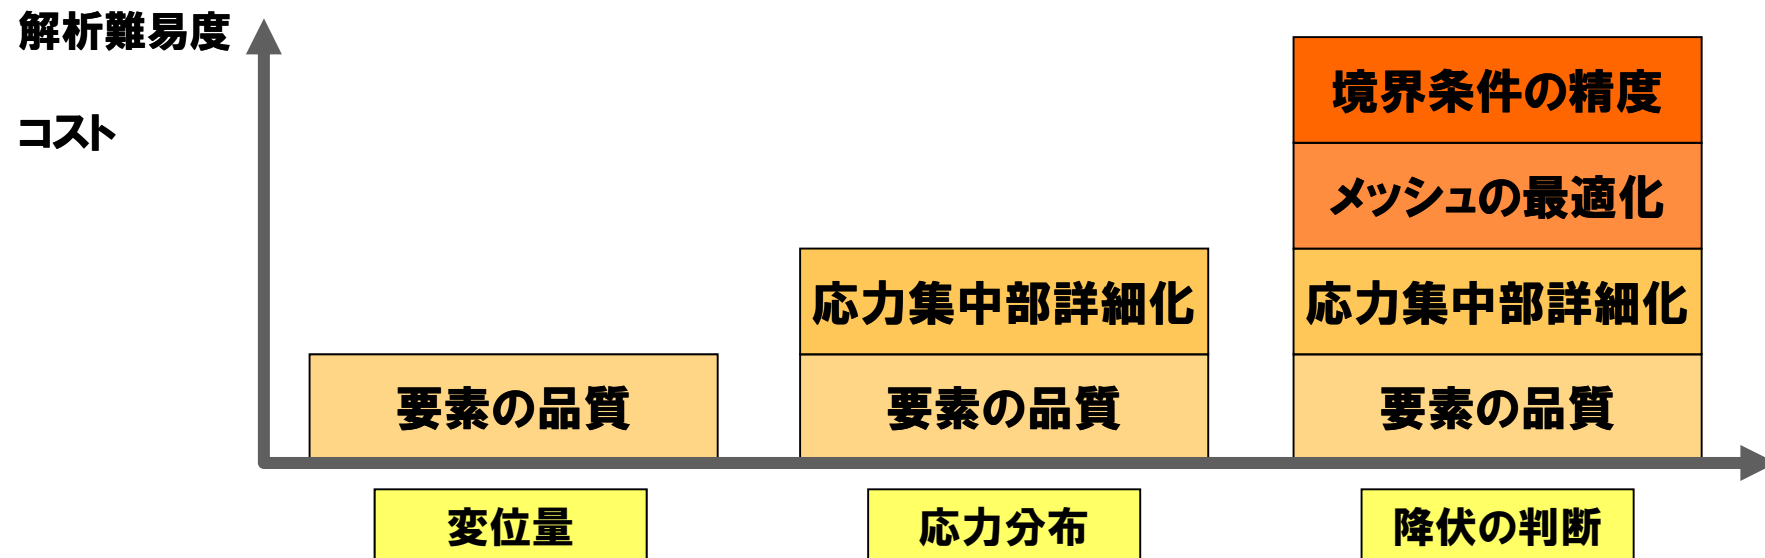 解析難易度
コスト
境界条件の精度
メッシュの最適化
応力集中部詳細化
応力集中部詳細化
要素の品質
要素の品質
要素の品質
変位量
応力分布
降伏の判断